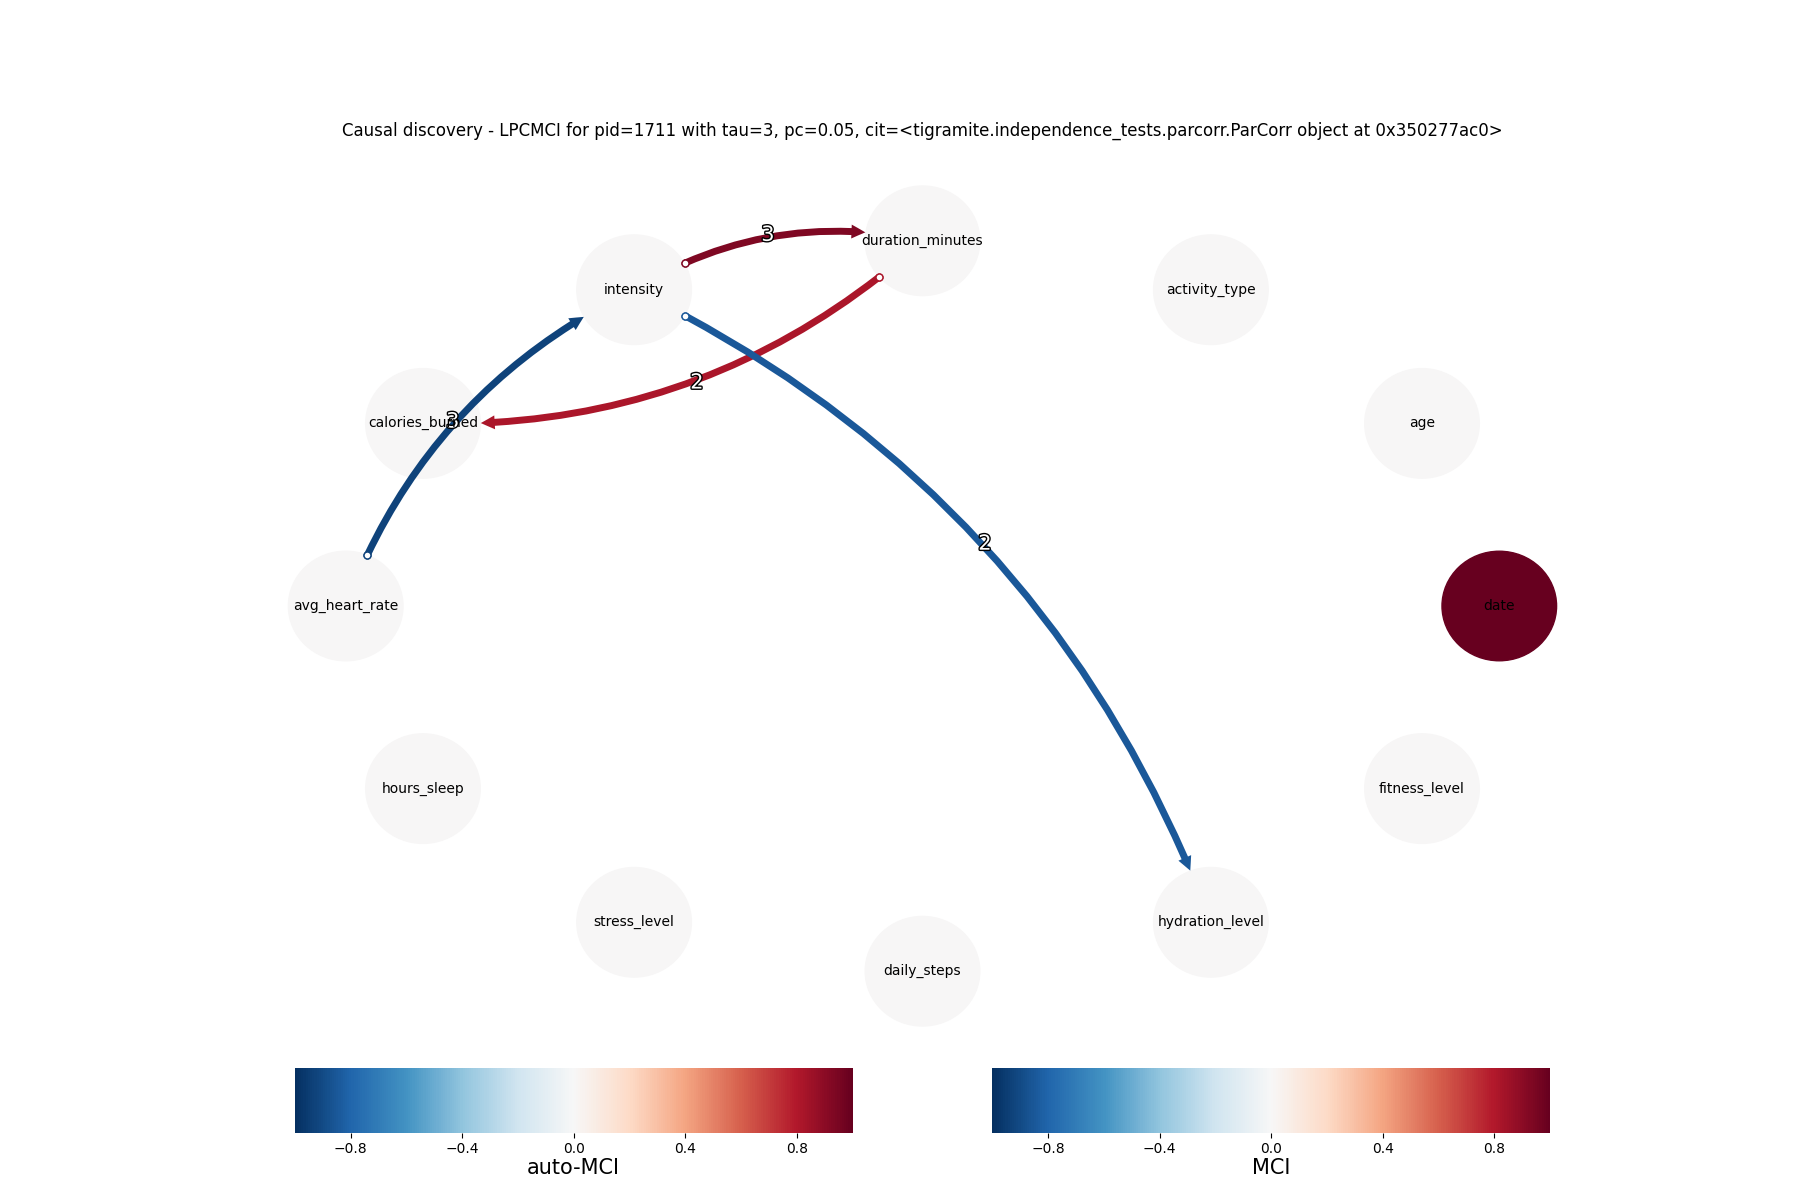 Causal discovery - LPCMCI for pid=1711 with tau=3, pc=0.05, cit=<tigramite.independence_tests.parcorr.ParCorr object at 0x350277ac0>
3
duration_minutes
intensity
activity_type
2
3
calories_burned
age
2
avg_heart_rate
date
hours_sleep
fitness_level
stress_level
hydration_level
daily_steps
−0.8 −0.4 0.0 0.4 0.8
auto-MCI
−0.8 −0.4 0.0 0.4 0.8
MCI